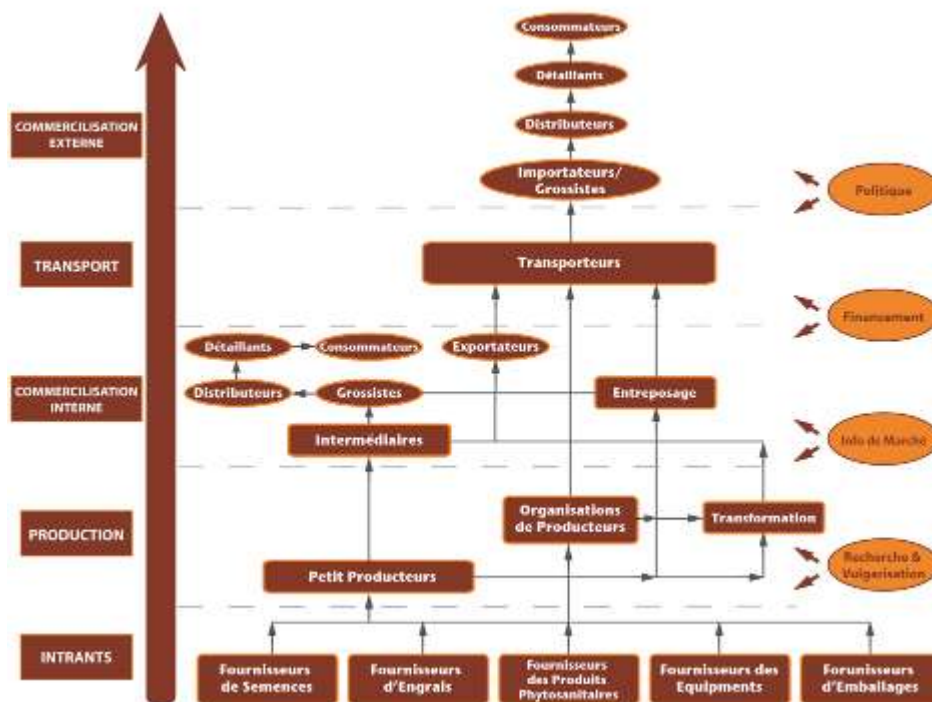 Consommateurs
Détaillants
Distributeurs
COMMERCILISATION
EXTERNE
Importateurs/
Grossistes
Politique
TRANSPORT
Transporteurs
Financement
Détaillants
Consommateurs
Exportateurs
COMMERCILISATION
INTERNE
Distributeurs
Grossistes
Entreposage
Intermédiaires
Info de Marché
PRODUCTION
Organisations
de Producteurs
Transformation
Petit Producteurs
Recherche &
Vulgarisation
INTRANTS
Fournisseurs
de Semences
Fournisseurs
d'Engrais
Fournisseurs
des Produits
Phytosanitaires
Fournisseurs des
Equipments
Forunisseurs
d'Emballages